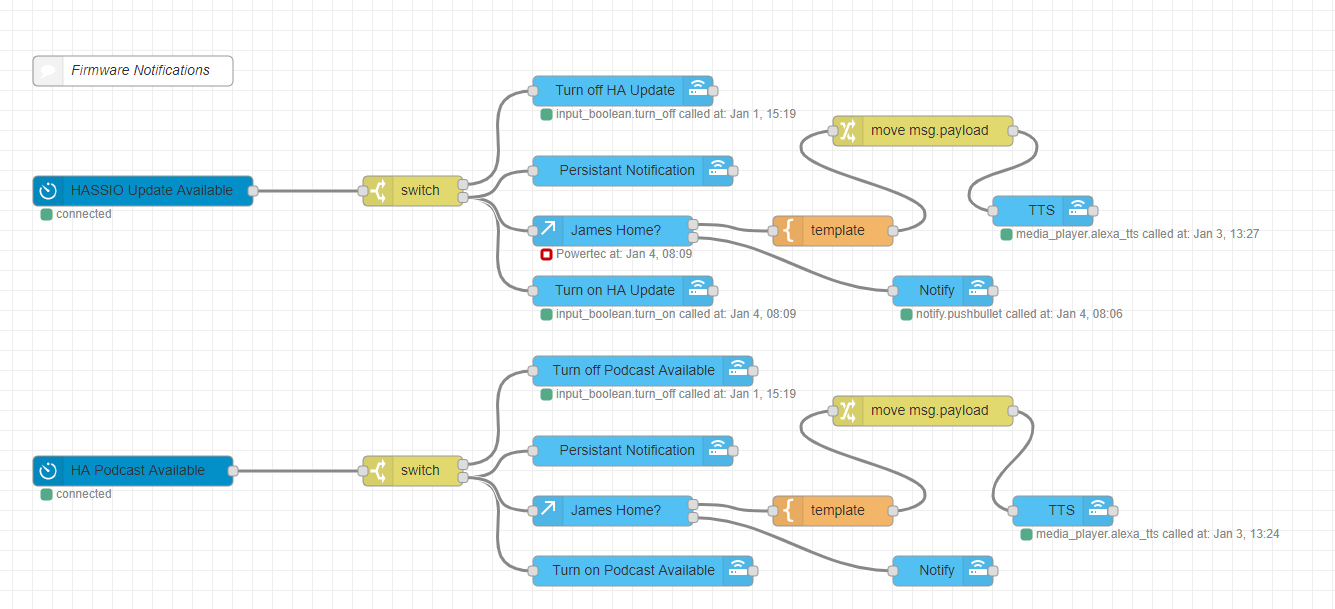 Firmware Notifications
Turn off HA Update
input_boolean.turn_off called at: Jan 1, 15:19
move msg.payload
HASSIO Update Available
connected
switch
Persistant Notification
TTS
media_player.alexa_tts called at: Jan 3, 13:27
James Home?
Powertec at: Jan 4, 08:09
template
Turn on HA Update
input_boolean.turn_on called at: Jan 4, 08:09
Notify
notify.pushbullet called at: Jan 4, 08:06
Turn off Podcast Available
input_boolean.turn_off called at: Jan 1, 15:19
move msg.payload
HA Podcast Available
connected
switch
Persistant Notification
James Home?
template
TTS
media_player.alexa_tts called at: Jan 3, 13:24
Turn on Podcast Available
Notify